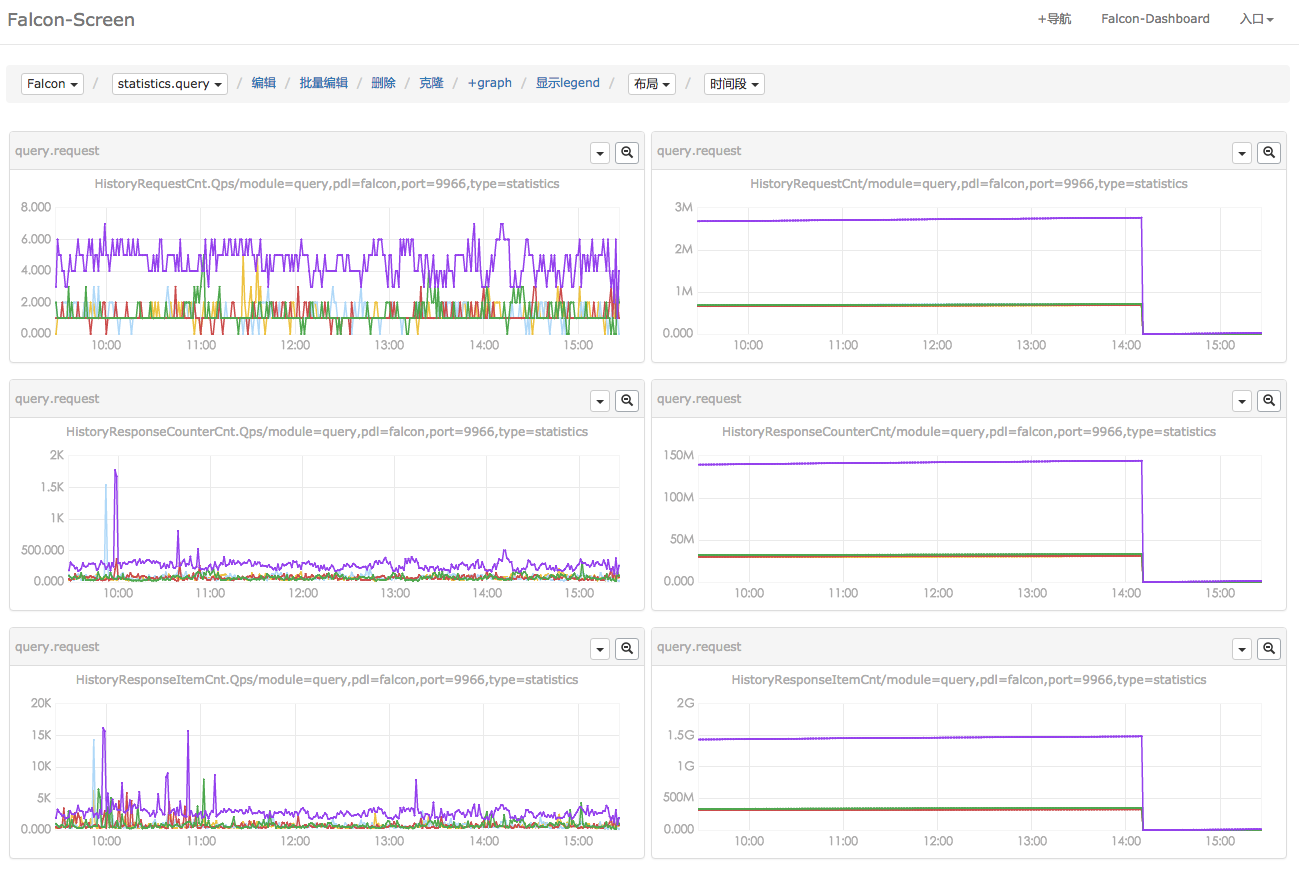 Falcon-Screen
+导航 Falcon-Dashboard 入口
Falcon / statistics.query / 编辑 / 批量编辑 / 删除 / 克隆 / +graph / 显示legend / 布局 / 时间段
query.request
HistoryRequestCnt.Qps/module=query,pdl=falcon,port=9966,type=statistics
8.000
6.000
4.000
2.000
0.000
10:00 11:00 12:00 13:00 14:00 15:00
query.request
HistoryRequestCnt/module=query,pdl=falcon,port=9966,type=statistics
3M
2M
1M
0.000
10:00 11:00 12:00 13:00 14:00 15:00
query.request
HistoryResponseCounterCnt.Qps/module=query,pdl=falcon,port=9966,type=statistics
2K
1.5K
1K
500.000
0.000
10:00 11:00 12:00 13:00 14:00 15:00
query.request
HistoryResponseCounterCnt/module=query,pdl=falcon,port=9966,type=statistics
150M
100M
50M
0.000
10:00 11:00 12:00 13:00 14:00 15:00
query.request
HistoryResponseItemCnt.Qps/module=query,pdl=falcon,port=9966,type=statistics
20K
15K
10K
5K
0.000
10:00 11:00 12:00 13:00 14:00 15:00
query.request
HistoryResponseItemCnt/module=query,pdl=falcon,port=9966,type=statistics
2G
1.5G
1G
500M
0.000
10:00 11:00 12:00 13:00 14:00 15:00